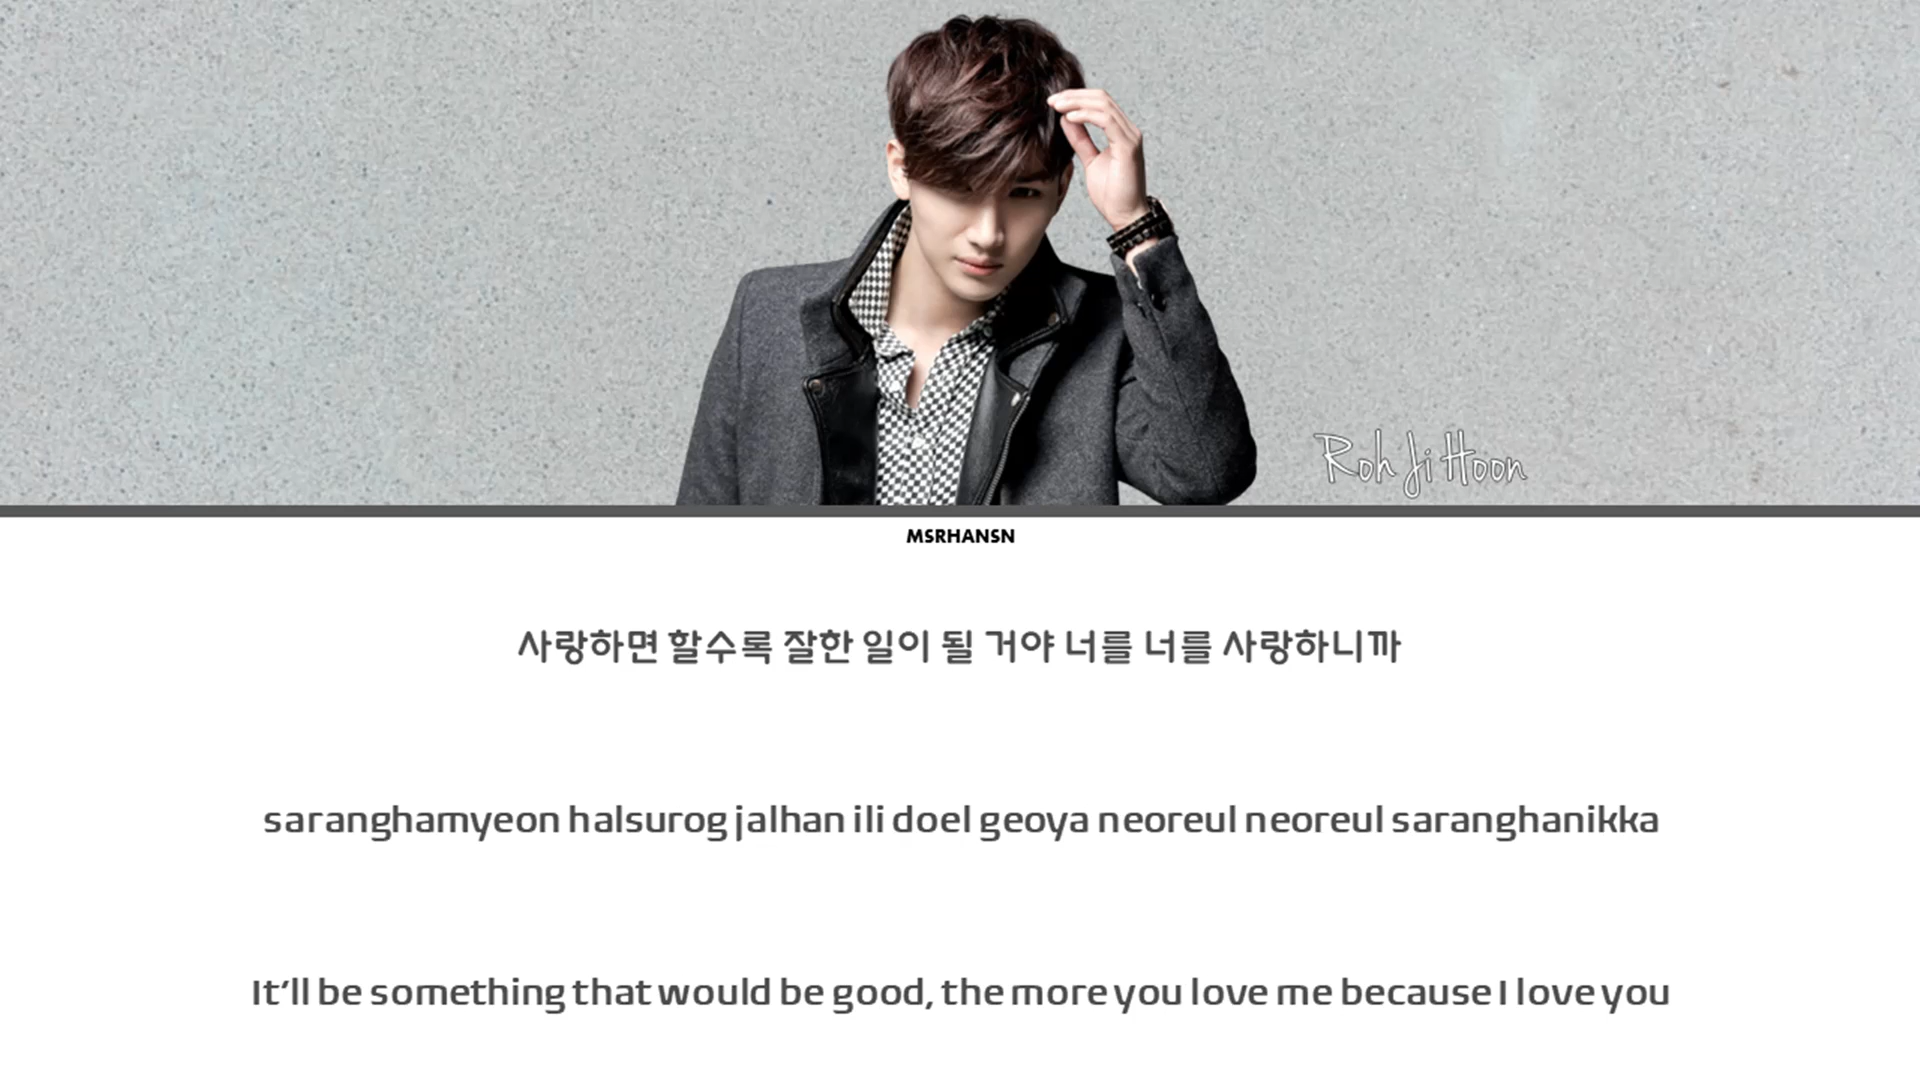 Roh Ji Hoon
MSRHANSN
사랑하면 할수록 잘한 일이 될 거야 너를 너를 사랑하니까
saranghamyeon halsurog jalhan ili doel geoya neoreul neoreul saranghanikka
It'll be something that would be good, the more you love me because I love you